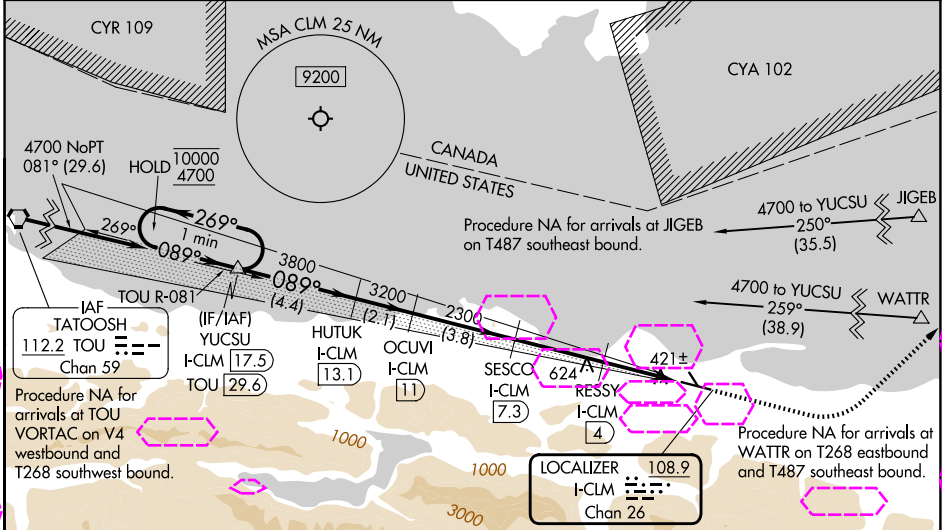 CYR 109
MSA CLM 25 NM
9200
CYA 102
CANADA
UNITED STATES
4700 NoPT
081° (29.6)
HOLD
10000
4700
269°
269°
1 min
089°
089°
3800
(4.4)
3200
(2.1)
2300
(3.8)
TOU R-081
Procedure NA for arrivals at JIGEB
on T487 southeast bound.
4700 to YUCSU
250°
(35.5)
JIGEB
4700 to YUCSU
259°
(38.9)
WATTR
IAF
TATOOSH
112.2 TOU
Chan 59
(IF/IAF)
YUCSU
I-CLM 17.5
TOU 29.6
HUTUK
I-CLM
13.1
OCUVI
I-CLM
11
SESCO
I-CLM
7.3
624
421±
RESSY
I-CLM
4
Procedure NA for
arrivals at TOU
VORTAC on V4
westbound and
T268 southwest bound.
Procedure NA for arrivals at
WATTR on T268 eastbound
and T487 southeast bound.
LOCALIZER 108.9
I-CLM
Chan 26
1000
1000
3000